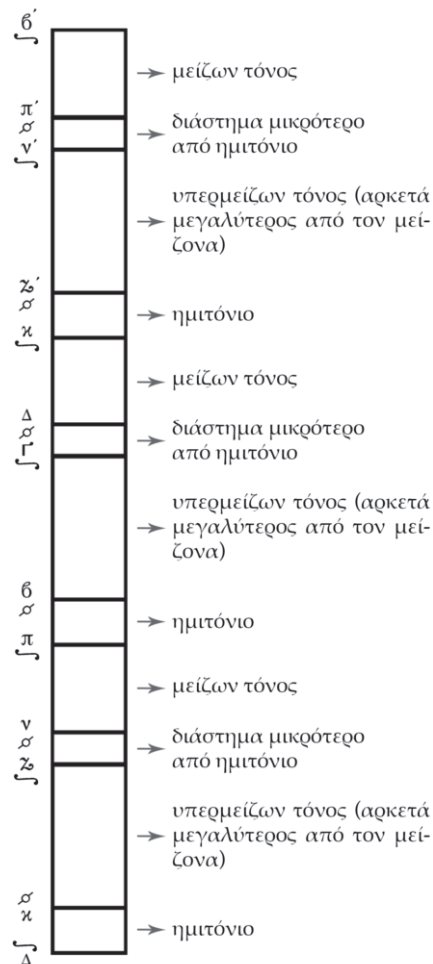 β′
→ μείζων τόνος
π′
→ διάστημα μικρότερο
από ημιτόνιο
ν′
υπερμείζων τόνος (αρκετά
→ μεγαλύτερος από τον μεί-
ζονα)
ζ′
→ ημιτόνιο
κ
→ μείζων τόνος
Δ
→ διάστημα μικρότερο
από ημιτόνιο
Γ
υπερμείζων τόνος (αρκετά
→ μεγαλύτερος από τον μεί-
ζονα)
β
→ ημιτόνιο
π
→ μείζων τόνος
ν
→ διάστημα μικρότερο
από ημιτόνιο
ζ
υπερμείζων τόνος (αρκετά
→ μεγαλύτερος από τον μεί-
ζονα)
κ
→ ημιτόνιο
Δ